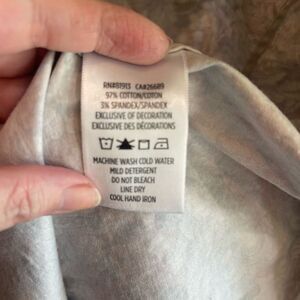 RN#81913 CA#26689
97% COTTON/COTON
3% SPANDEX/SPANDEX
EXCLUSIVE OF DECORATION
EXCLUSIVE DES DÉCORATIONS
MACHINE WASH COLD WATER
MILD DETERGENT
DO NOT BLEACH
LINE DRY
COOL HAND IRON